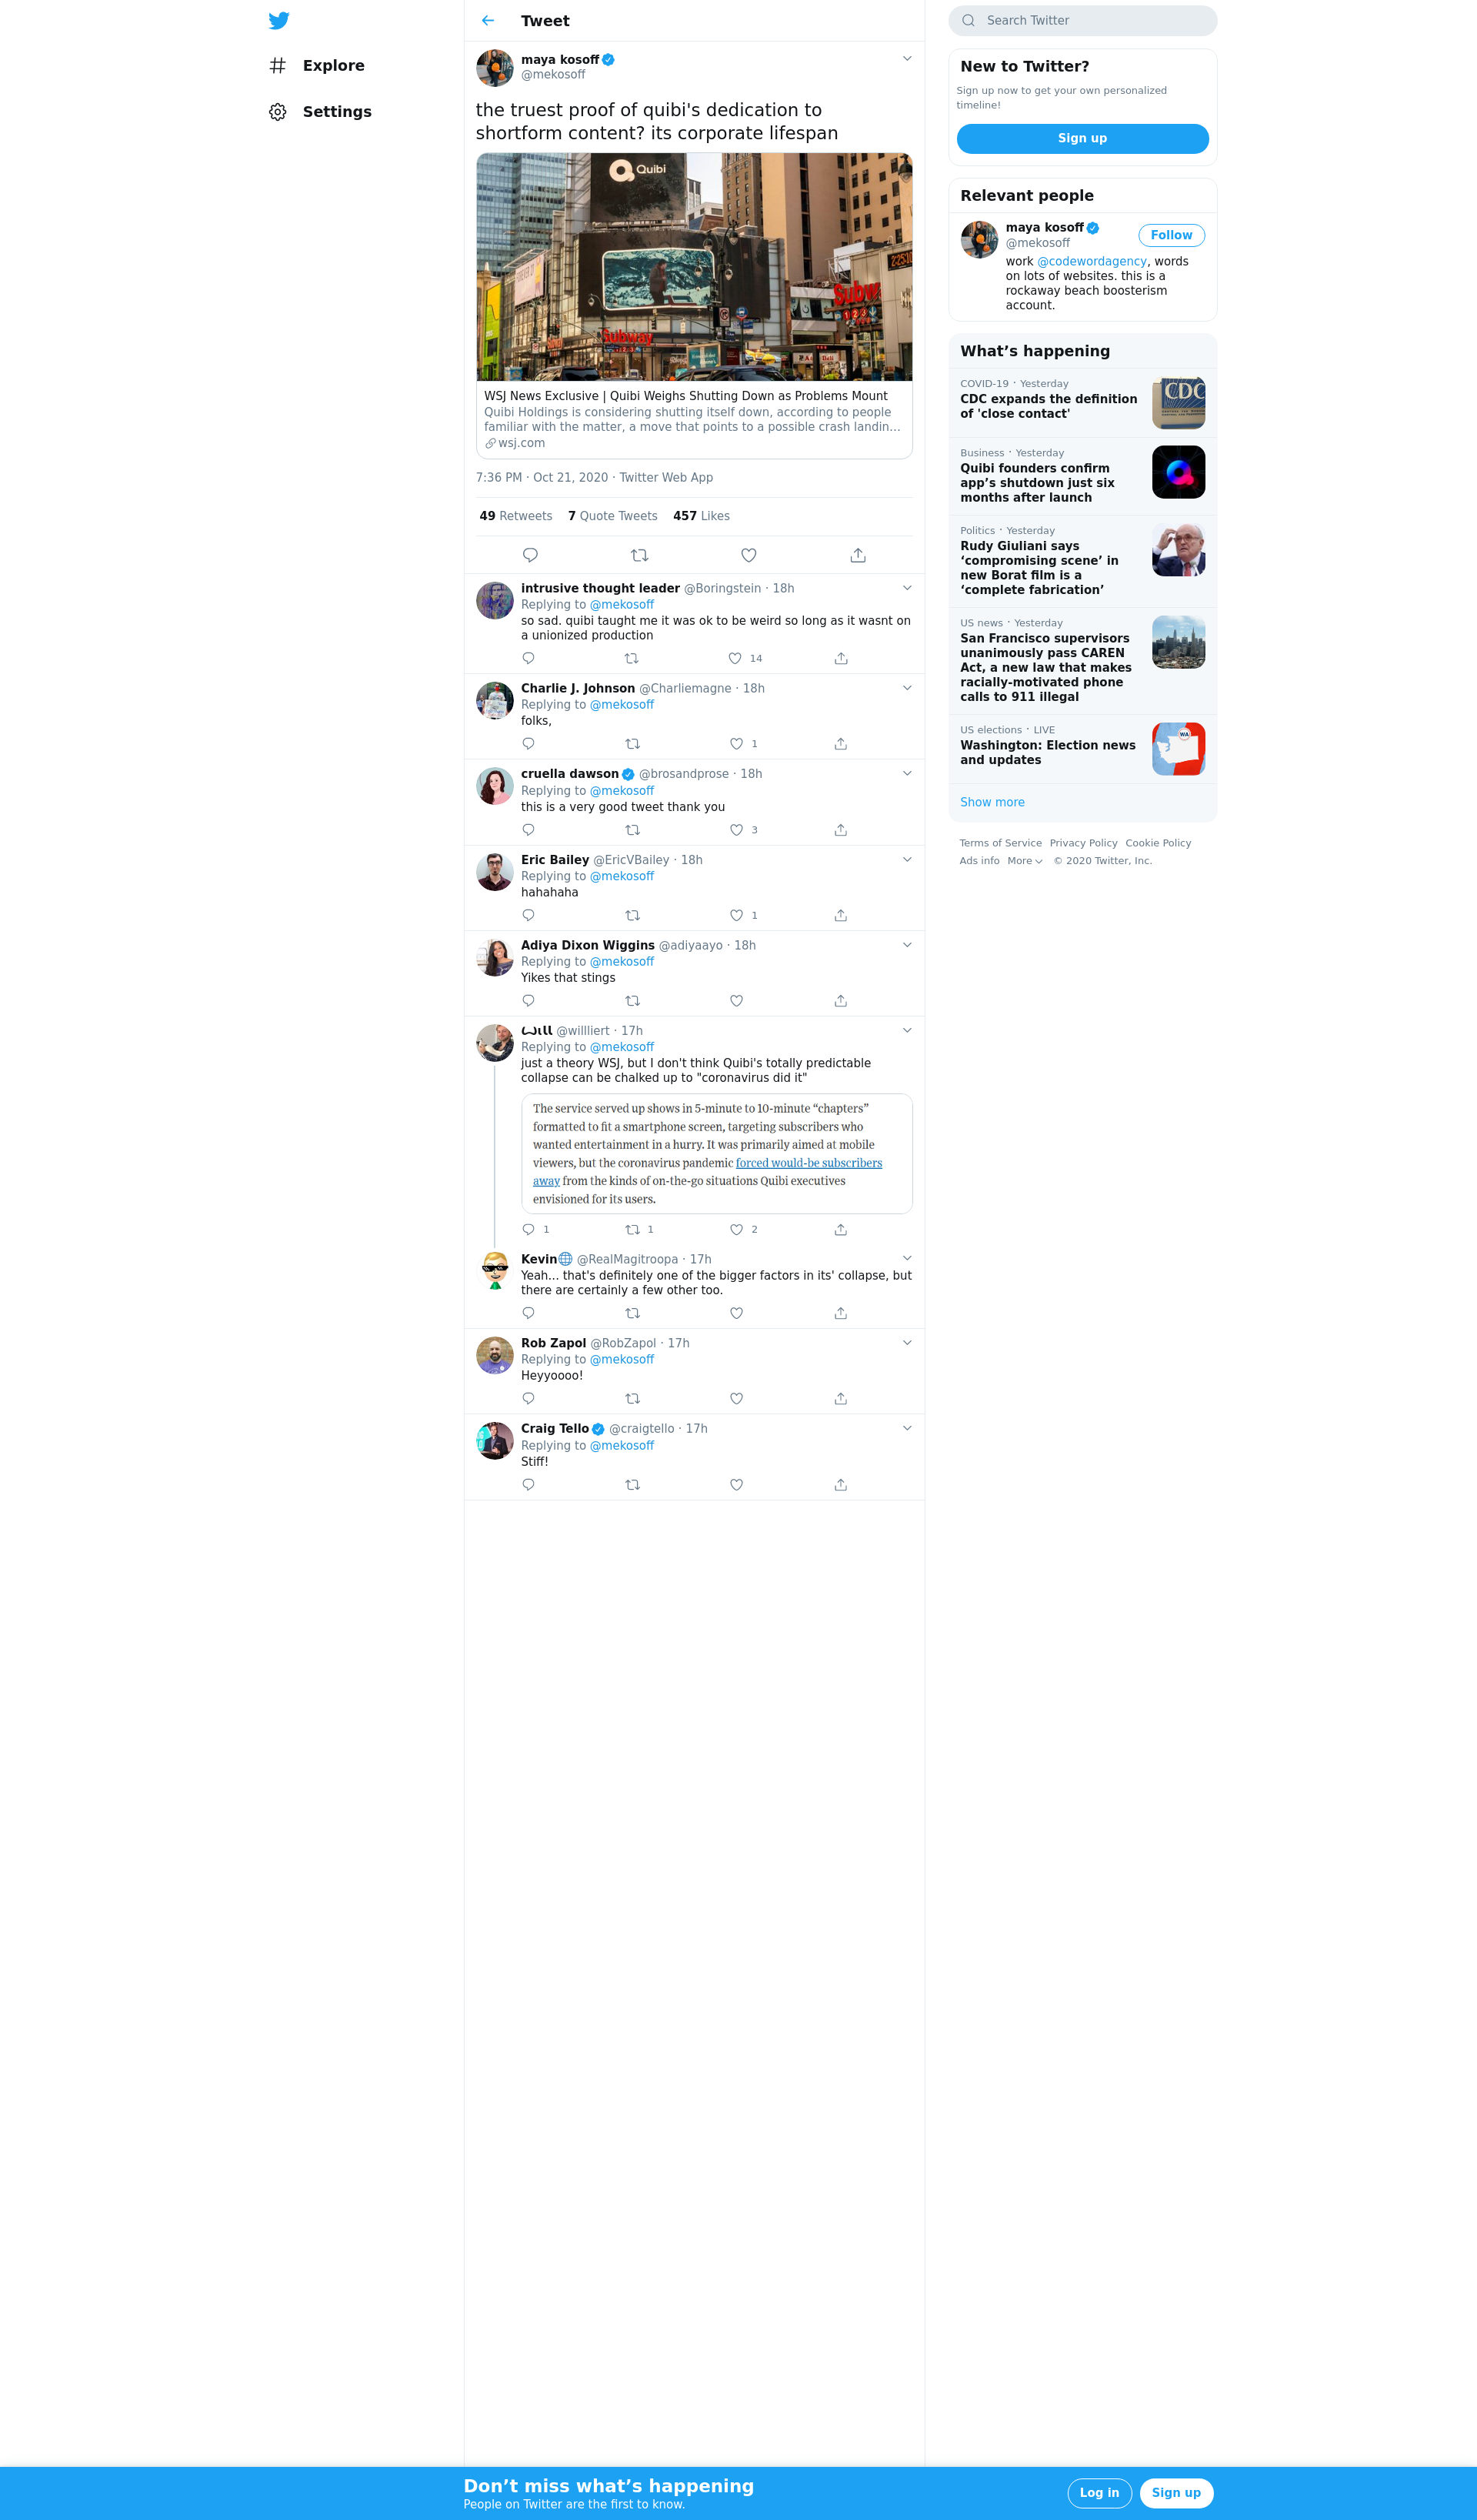 Explore
Settings
Tweet
maya kosoff
@mekosoff
the truest proof of quibi's dedication to
shortform content? its corporate lifespan
Quibi
Subway
Subway
123
WSJ News Exclusive | Quibi Weighs Shutting Down as Problems Mount
Quibi Holdings is considering shutting itself down, according to people
familiar with the matter, a move that points to a possible crash landin...
wsj.com
7:36 PM · Oct 21, 2020 · Twitter Web App
49 Retweets 7 Quote Tweets 457 Likes
intrusive thought leader @Boringstein · 18h
Replying to @mekosoff
so sad. quibi taught me it was ok to be weird so long as it wasnt on
a unionized production
14
Charlie J. Johnson @Charliemagne · 18h
Replying to @mekosoff
folks,
1
cruella dawson @brosandprose · 18h
Replying to @mekosoff
this is a very good tweet thank you
3
Eric Bailey @EricVBailey · 18h
Replying to @mekosoff
hahahaha
1
Adiya Dixon Wiggins @adiyaayo · 18h
Replying to @mekosoff
Yikes that stings
@willliert · 17h
Replying to @mekosoff
just a theory WSJ, but I don't think Quibi's totally predictable
collapse can be chalked up to "coronavirus did it"
The service served up shows in 5-minute to 10-minute “chapters”
formatted to fit a smartphone screen, targeting subscribers who
wanted entertainment in a hurry. It was primarily aimed at mobile
viewers, but the coronavirus pandemic forced would-be subscribers
away from the kinds of on-the-go situations Quibi executives
envisioned for its users.
1 1 2
Kevin @RealMagitroopa · 17h
Yeah... that's definitely one of the bigger factors in its' collapse, but
there are certainly a few other too.
Rob Zapol @RobZapol · 17h
Replying to @mekosoff
Heyyoooo!
Craig Tello @craigtello · 17h
Replying to @mekosoff
Stiff!
Search Twitter
New to Twitter?
Sign up now to get your own personalized
timeline!
Sign up
Relevant people
maya kosoff
@mekosoff
Follow
work @codewordagency, words
on lots of websites. this is a
rockaway beach boosterism
account.
What’s happening
COVID-19 · Yesterday
CDC expands the definition
of 'close contact'
CDC
Business · Yesterday
Quibi founders confirm
app’s shutdown just six
months after launch
Politics · Yesterday
Rudy Giuliani says
‘compromising scene’ in
new Borat film is a
‘complete fabrication’
US news · Yesterday
San Francisco supervisors
unanimously pass CAREN
Act, a new law that makes
racially-motivated phone
calls to 911 illegal
US elections · LIVE
Washington: Election news
and updates
WA
Show more
Terms of Service Privacy Policy Cookie Policy
Ads info More © 2020 Twitter, Inc.
Don’t miss what’s happening
People on Twitter are the first to know.
Log in
Sign up